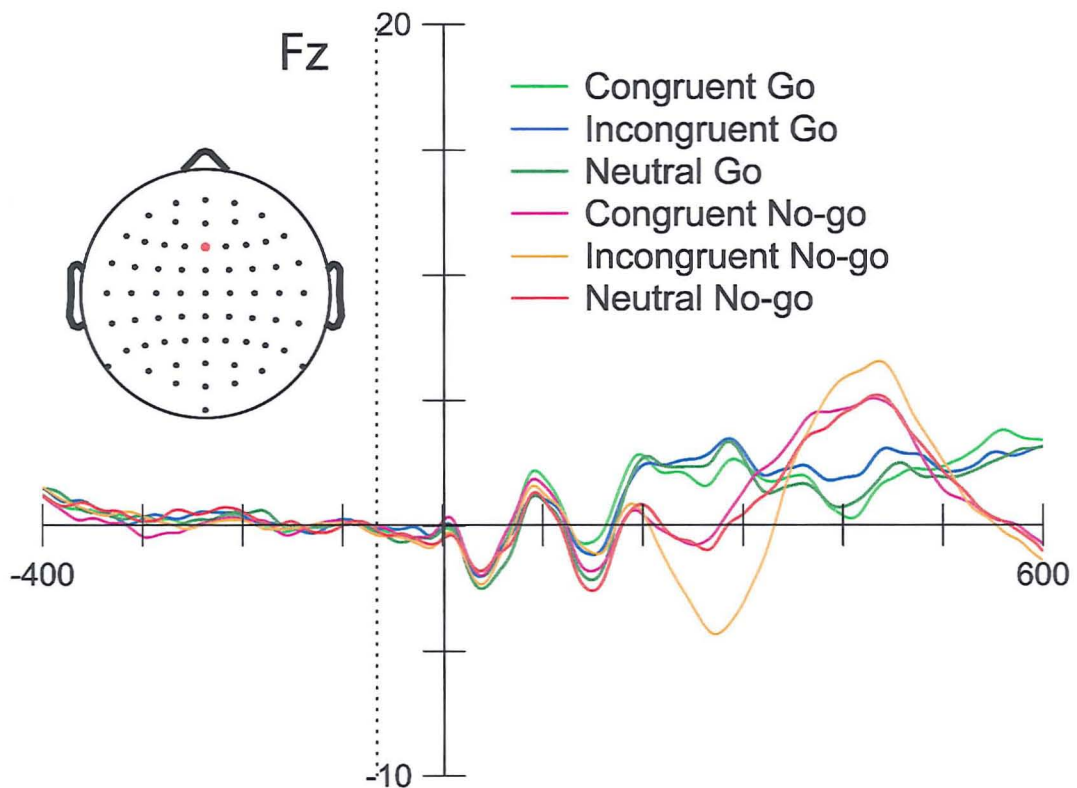 20
Fz
Congruent Go
Incongruent Go
Neutral Go
Congruent No-go
Incongruent No-go
Neutral No-go
-400
600
-10